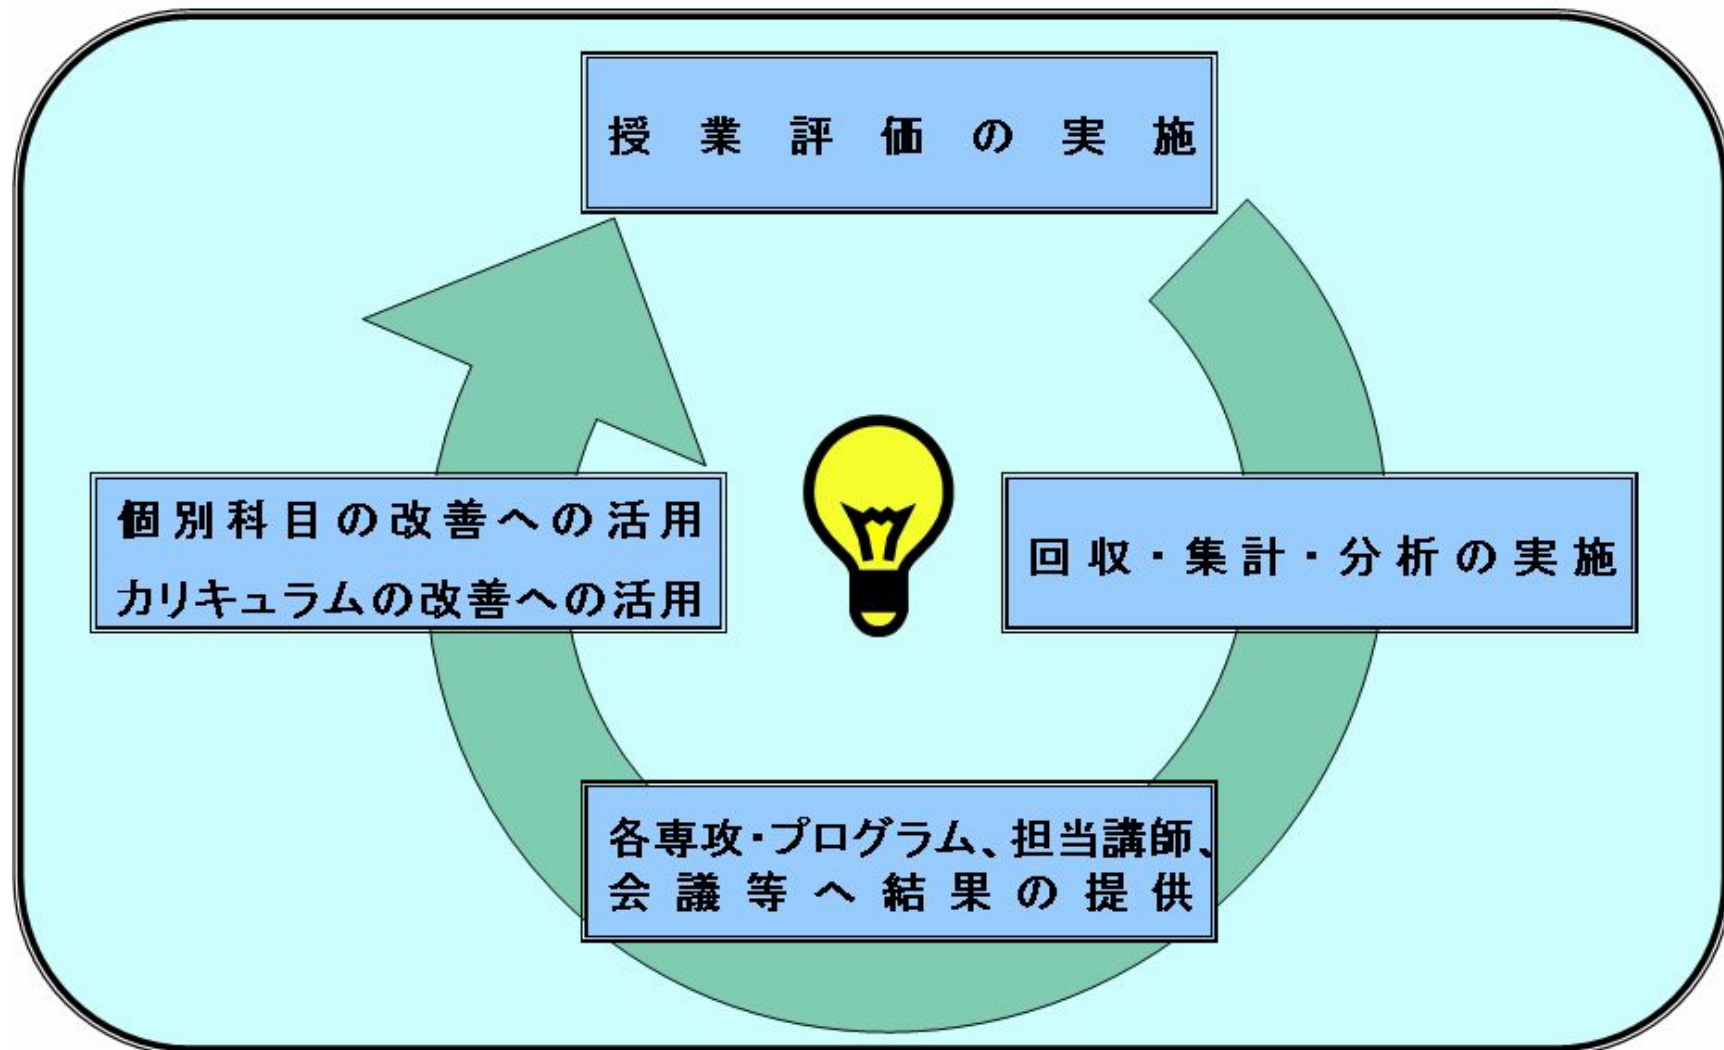 授業評価の実施
回収・集計・分析の実施
各専攻・プログラム、担当講師、
会議等へ結果の提供
個別科目の改善への活用
カリキュラムの改善への活用